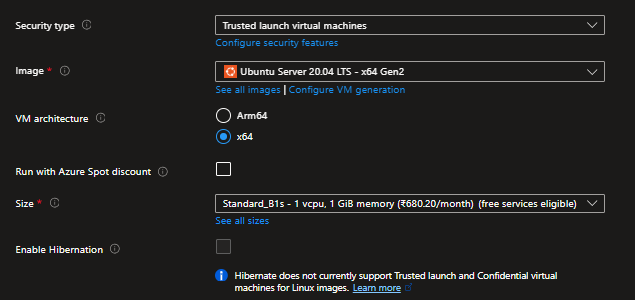 Security type
Trusted launch virtual machines
Configure security features
Image *
Ubuntu Server 20.04 LTS - x64 Gen2
See all images | Configure VM generation
VM architecture
Arm64
x64
Run with Azure Spot discount
Size *
Standard_B1s - 1 vcpu, 1 GiB memory (₹680.20/month) (free services eligible)
See all sizes
Enable Hibernation
Hibernate does not currently support Trusted launch and Confidential virtual
machines for Linux images. Learn more